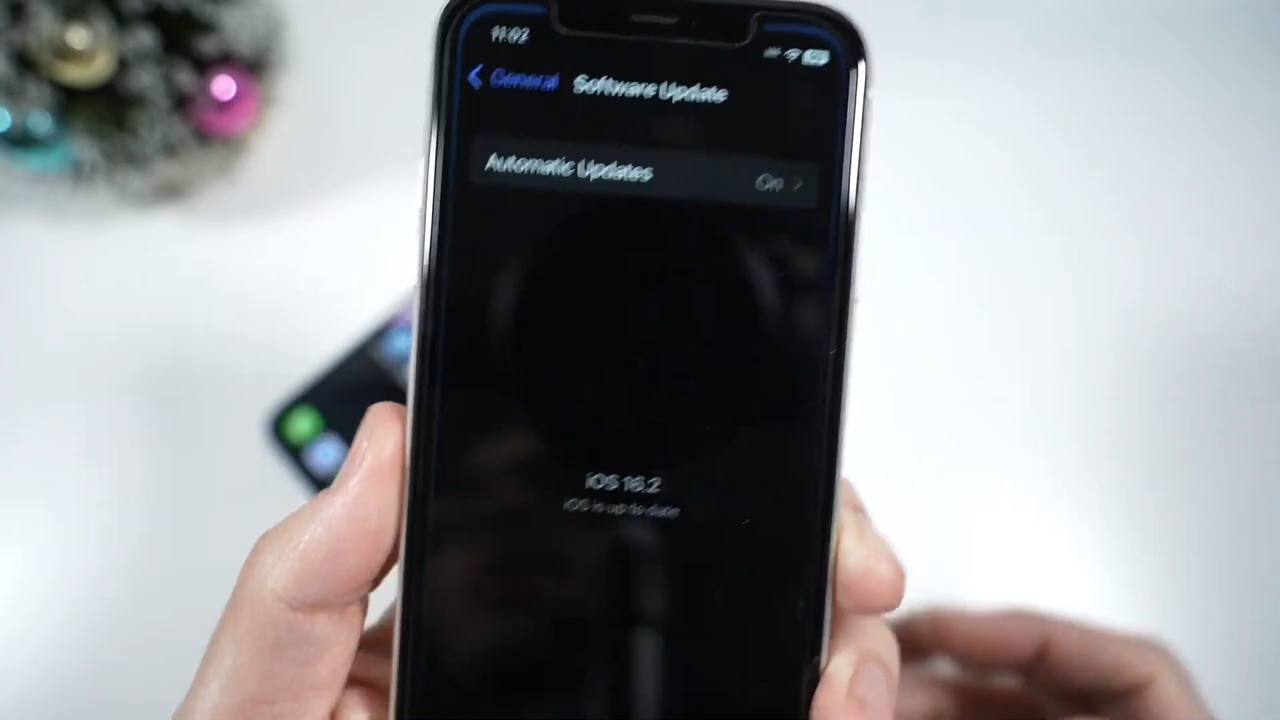 11:02
General Software Update
Automatic Updates On
iOS 16.2
iOS is up to date